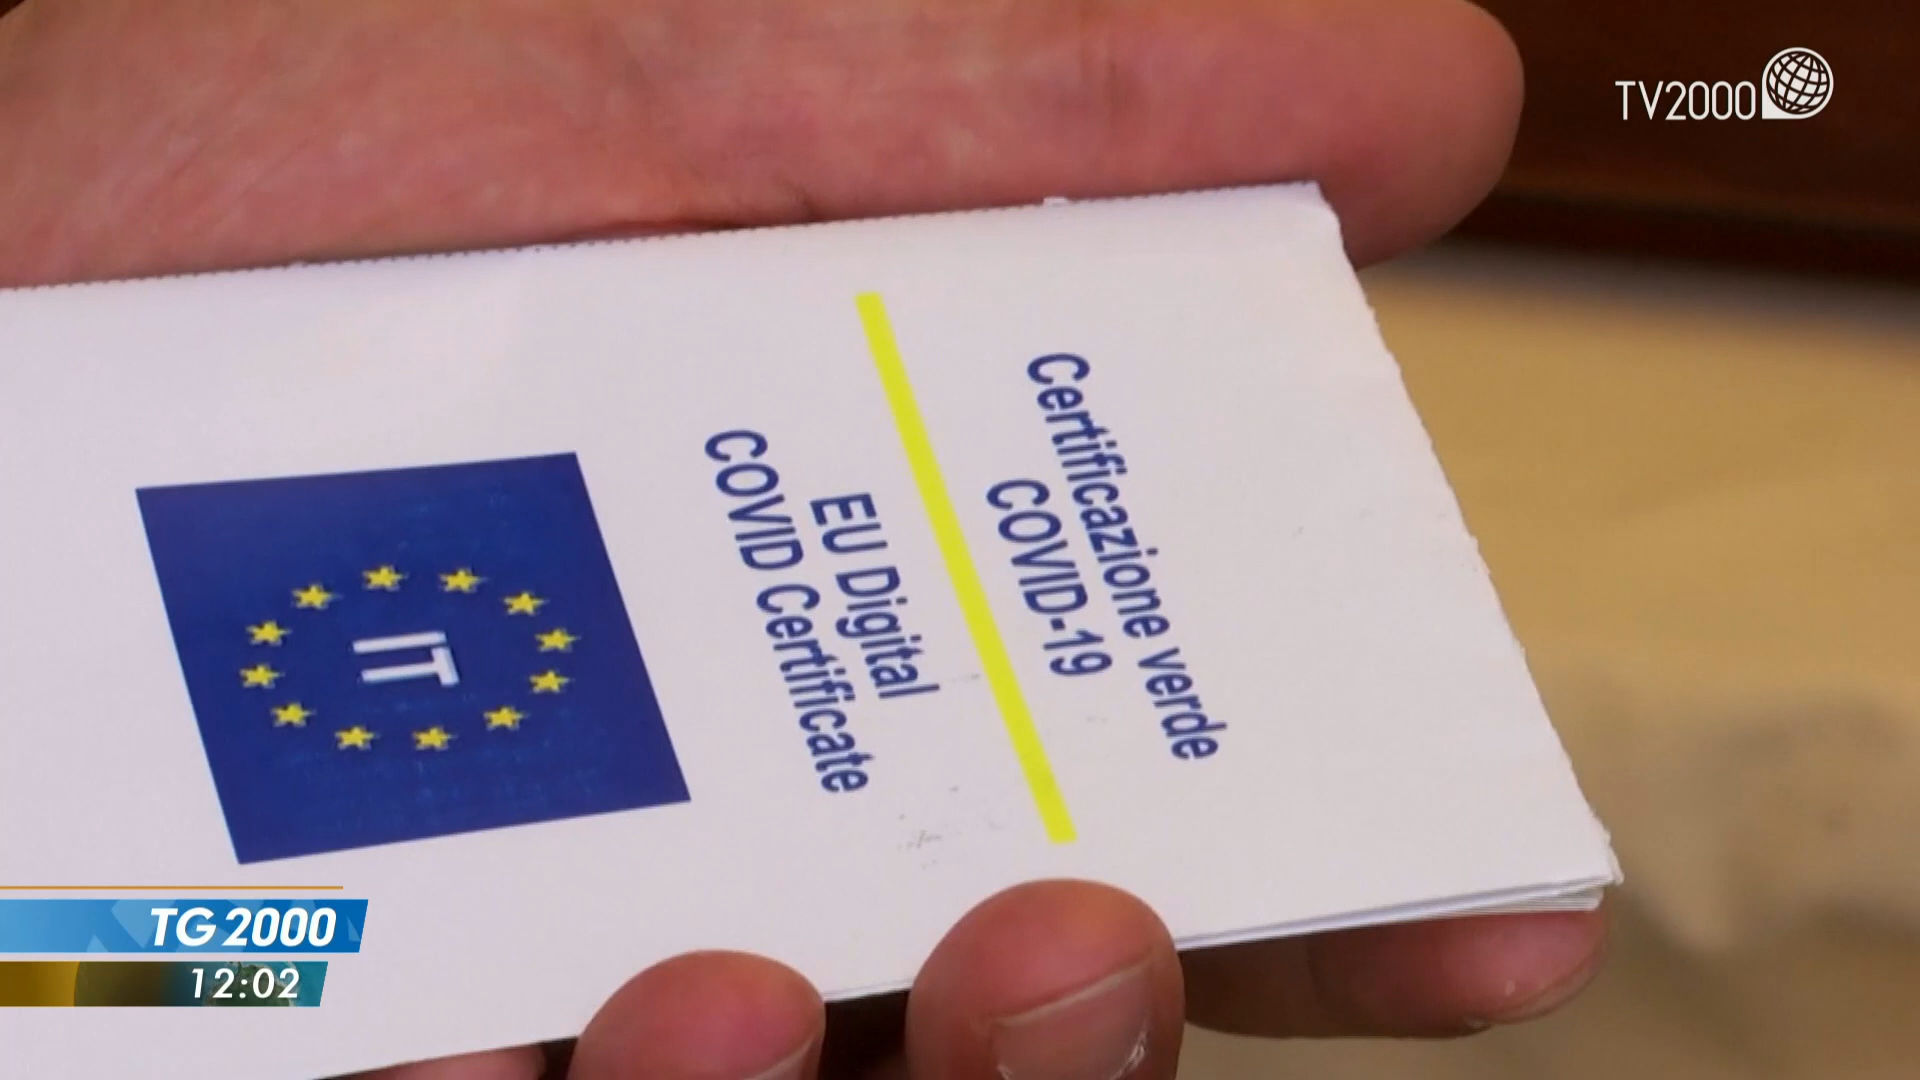 TV2000
Certificazione verde
COVID-19
EU Digital
COVID Certificate
IT
TG 2000
12:02